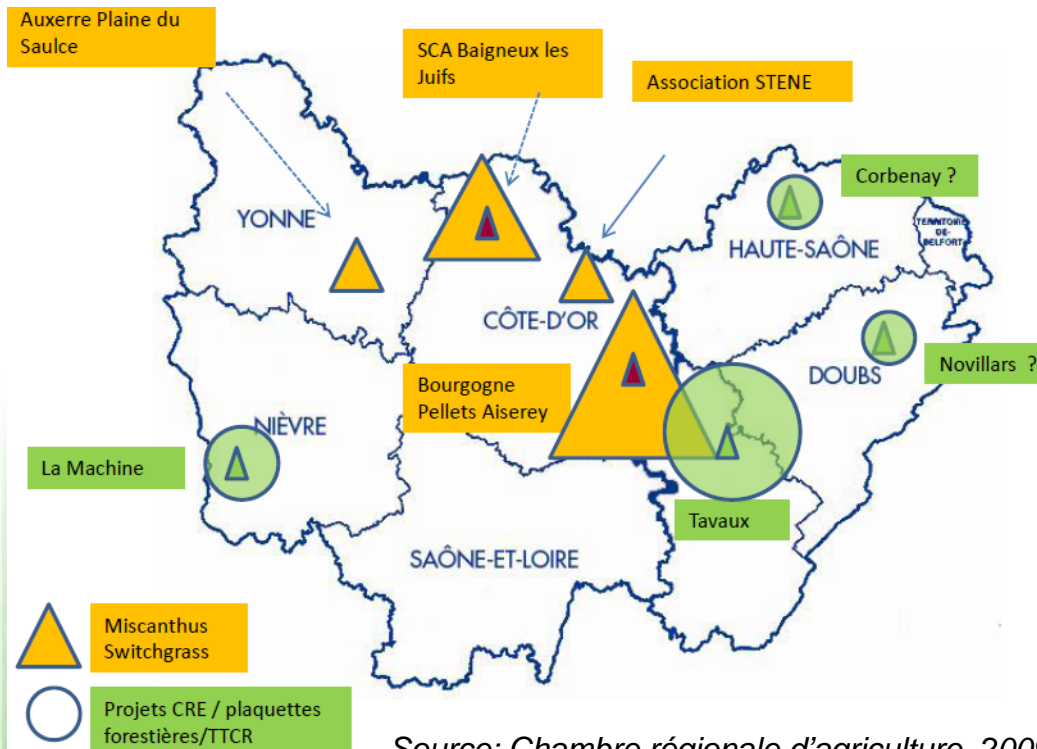 Auxerre Plaine du
Saulce
SCA Baigneux les
Juifs
Association STENE
Corbenay ?
YONNE
TERRITOIRE
DE-
BELFORT
HAUTE-SAÔNE
CÔTE-D'OR
Novillars ?
DOUBS
Bourgogne
Pellets Aiserey
NIÈVRE
La Machine
Tavaux
SAÔNE-ET-LOIRE
Miscanthus
Switchgrass
Projets CRE / plaquettes
forestières/TTCR
Source: Chambre régionale d'agriculture,